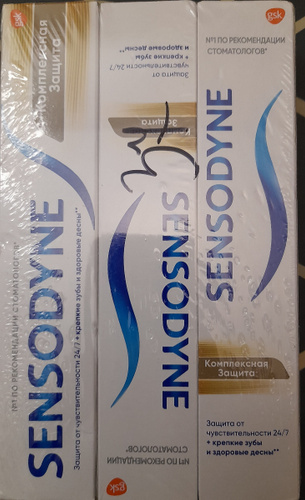 gsk
Комплексная
Защита
SENSODYNE
№1 ПО РЕКОМЕНДАЦИИ СТОМАТОЛОГОВ*
Защита от чувствительности 24/7 + крепкие зубы и здоровые десны**
Защита от
чувствительности 24/7
+ крепкие зубы
и здоровые десны**
Защита
SENSODYNE
№1 ПО РЕКОМЕНДАЦИИ
СТОМАТОЛОГОВ*
gsk
gsk
№1 ПО РЕКОМЕНДАЦИИ
СТОМАТОЛОГОВ*
SENSODYNE
Комплексная
Защита
Защита от
чувствительности 24/7
+ крепкие зубы
и здоровые десны**